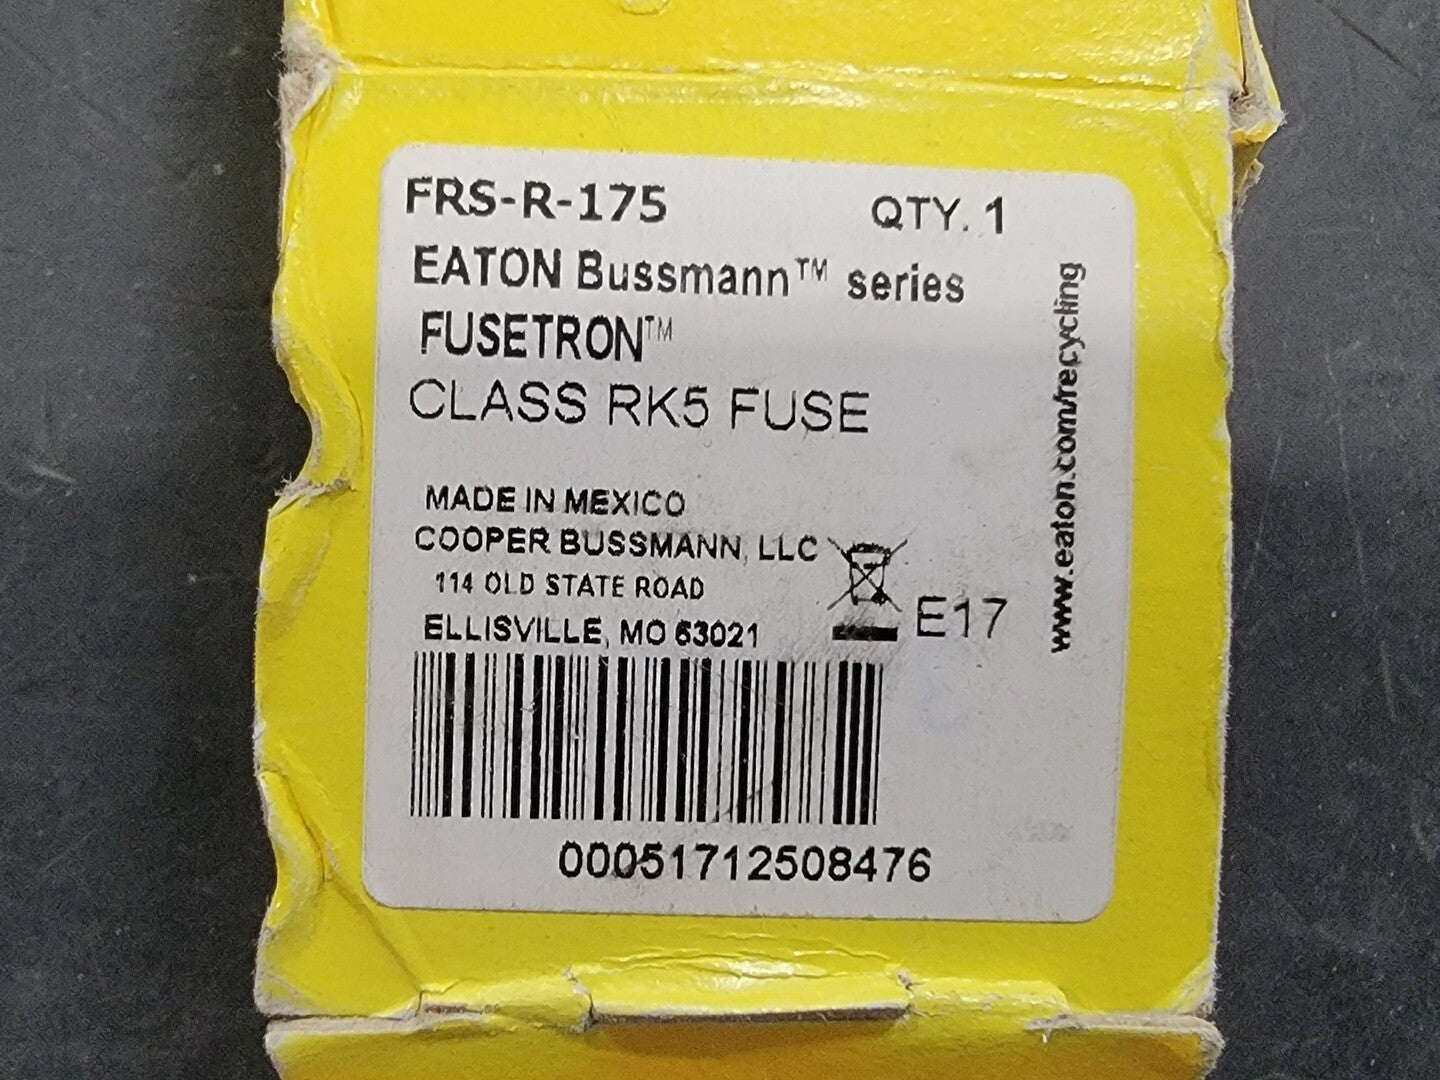 FRS-R-175 QTY. 1
EATON Bussmann™ series
FUSETRON™
CLASS RK5 FUSE
MADE IN MEXICO
COOPER BUSSMANN, LLC
114 OLD STATE ROAD
ELLISVILLE, MO 63021
E17
www.eaton.com/recycling
00051712508476